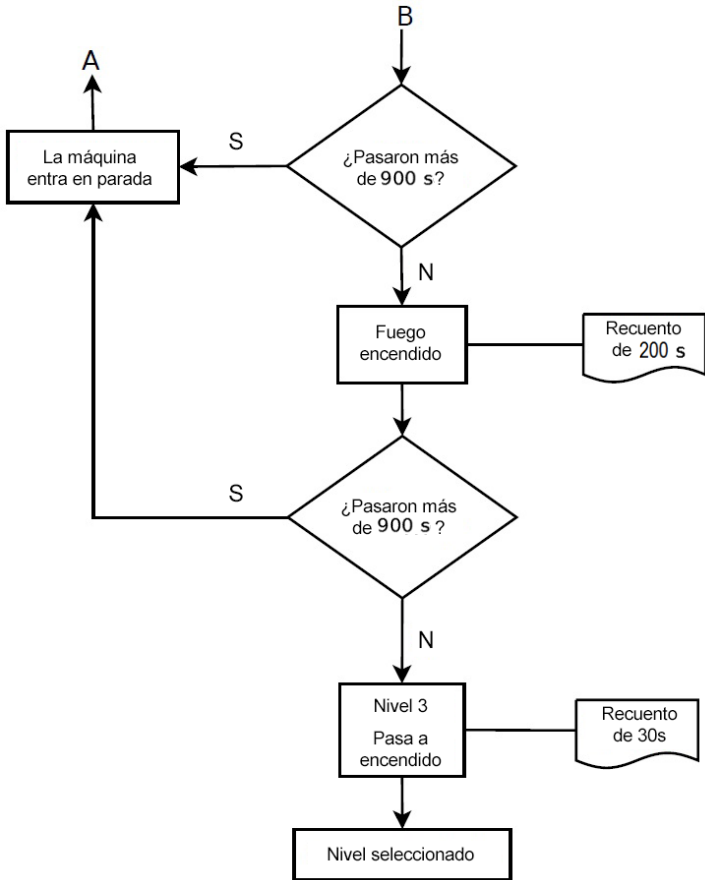 B
A
S
La máquina
entra en parada
¿Pasaron más
de 900 s?
N
Fuego
encendido
Recuento
de 200 s
S
¿Pasaron más
de 900 s ?
N
Nivel 3
Pasa a
encendido
Recuento
de 30s
Nivel seleccionado